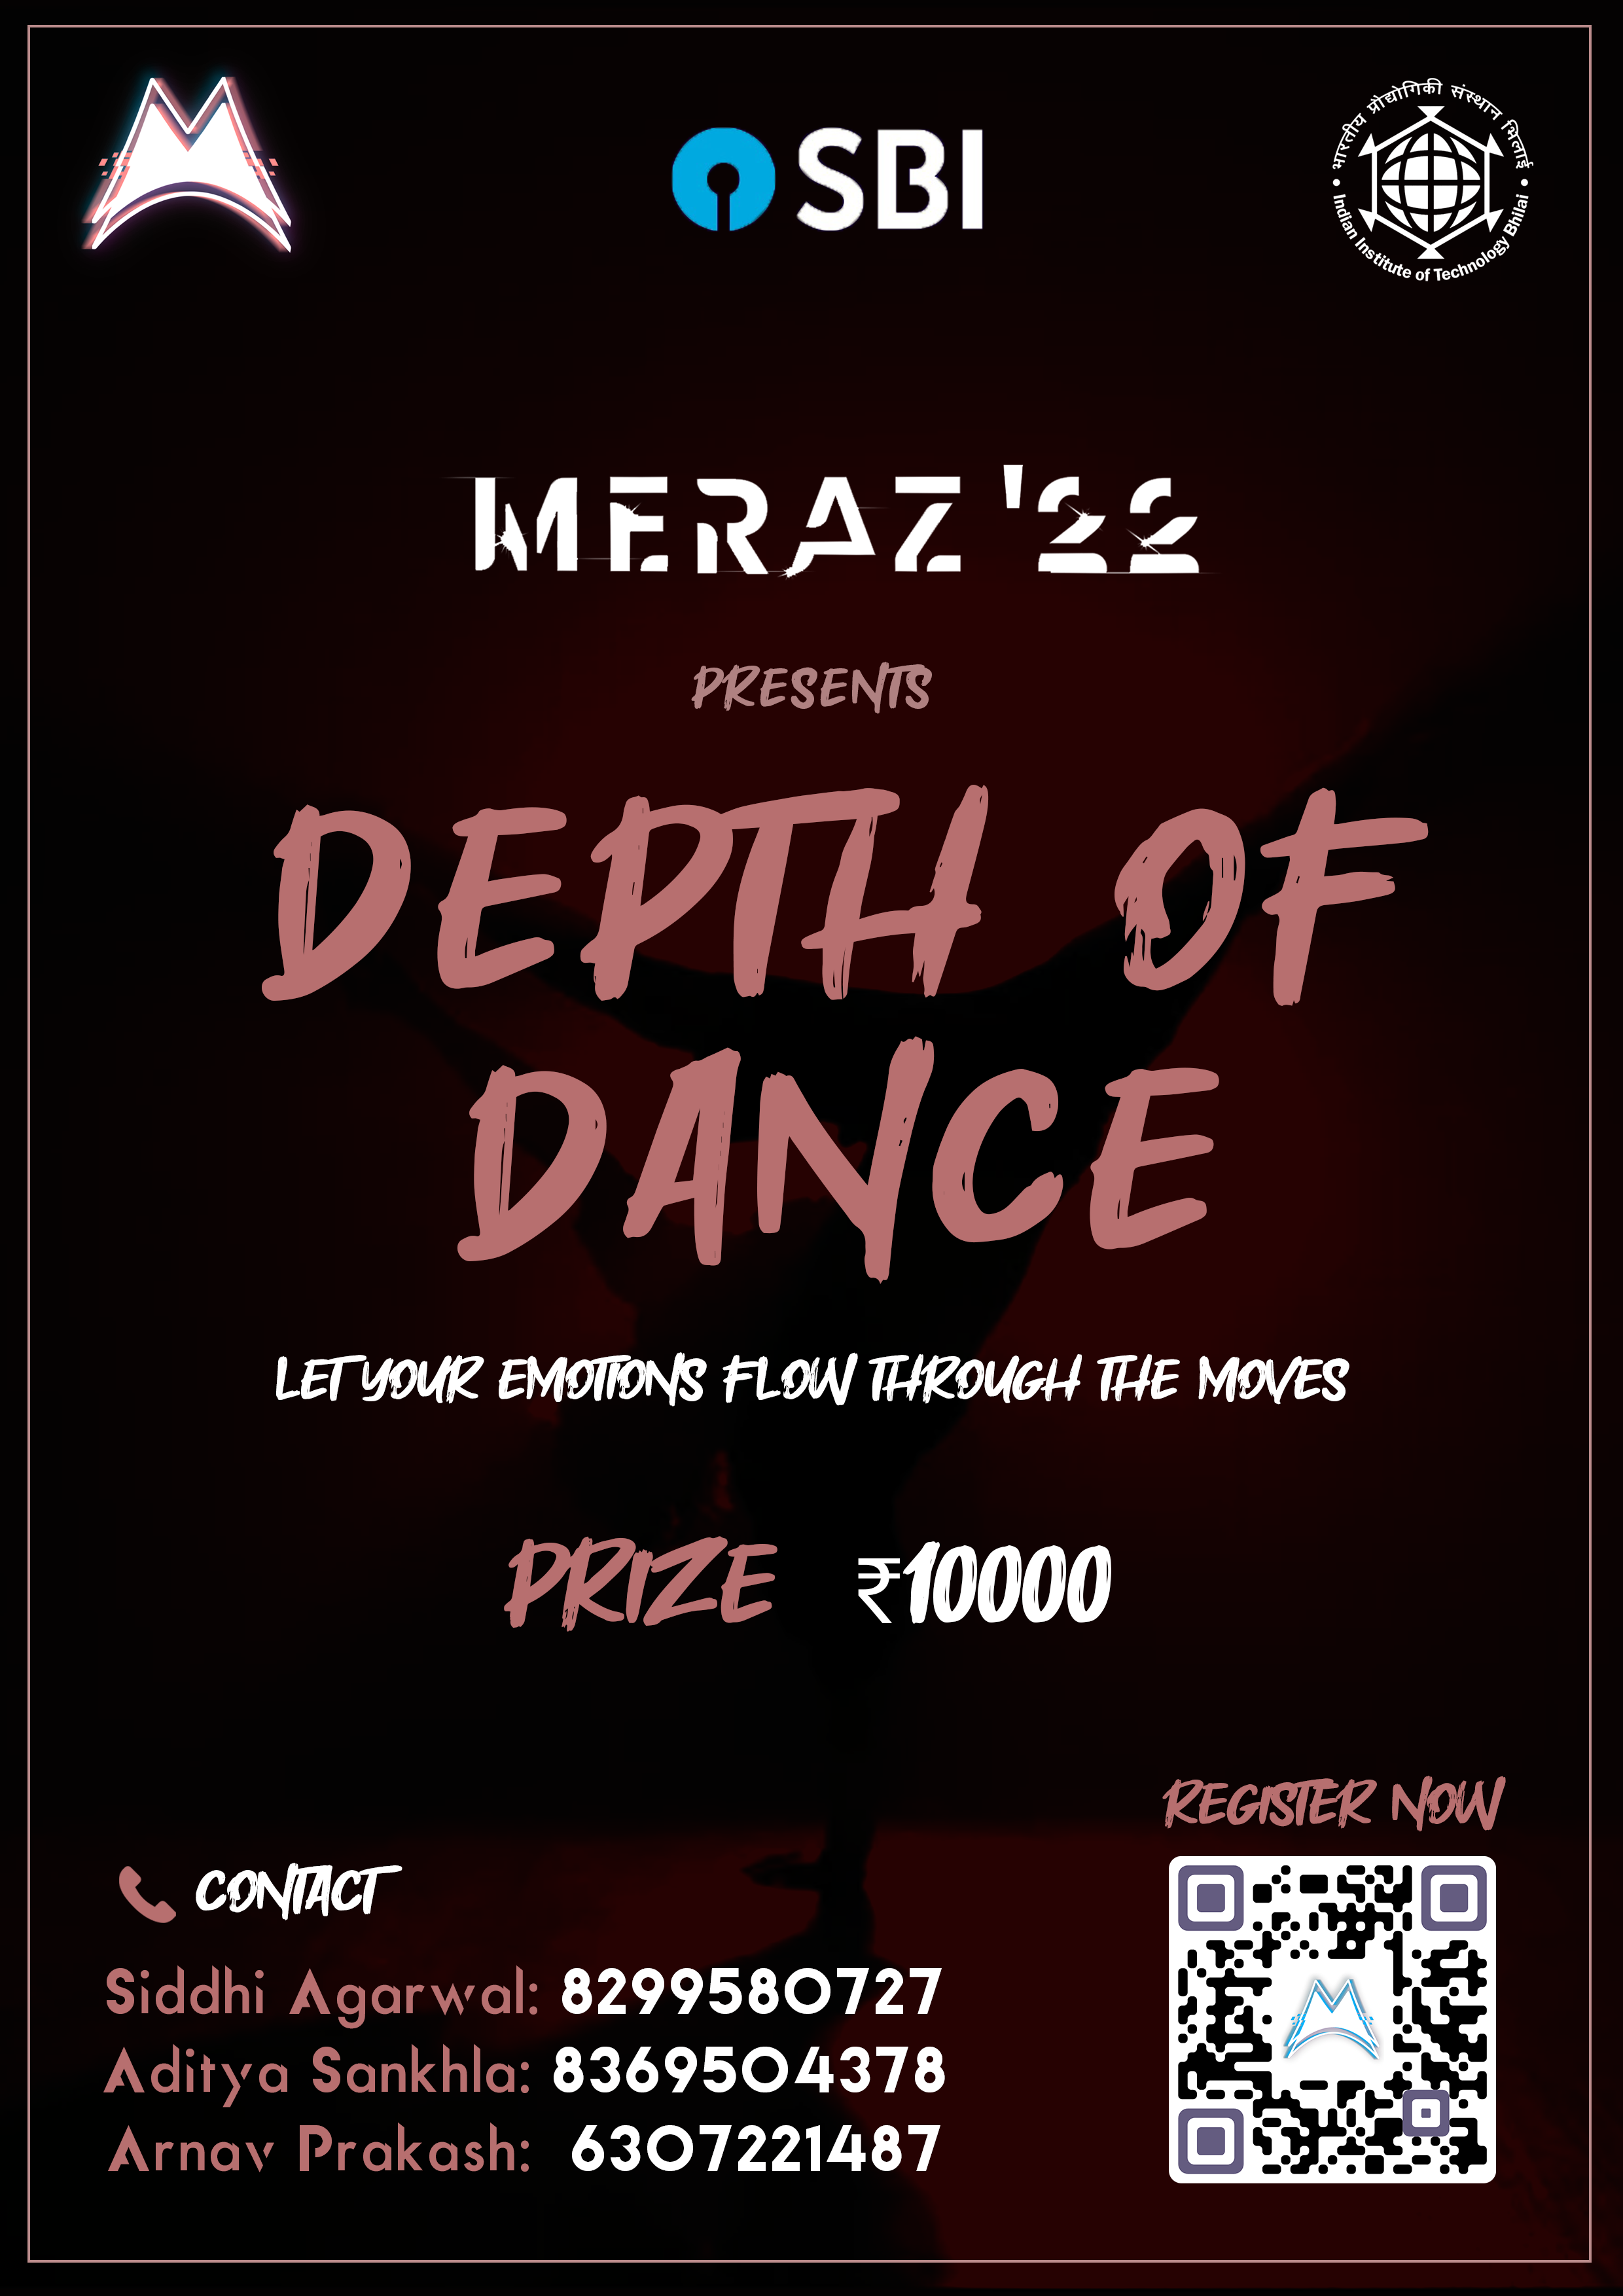 SBI
भारतीय प्रौद्योगिकी संस्थान भिलाई
Indian Institute of Technology Bhilai
MERAZ '22
PRESENTS
DEPTH OF
DANCE
LET YOUR EMOTIONS FLOW THROUGH THE MOVES
PRIZE ₹10000
REGISTER NOW
CONTACT
Siddhi Agarwal: 8299580727
Aditya Sankhla: 8369504378
Arnav Prakash: 6307221487